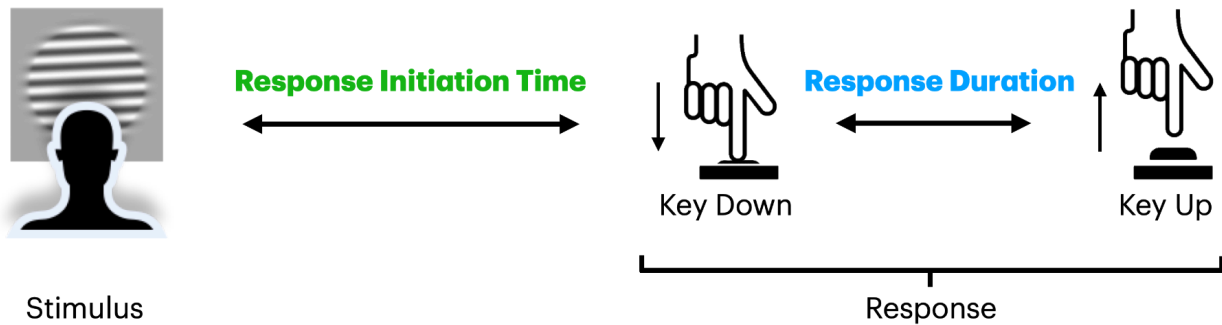 Response Initiation Time
Response Duration
Key Down
Key Up
Stimulus
Response